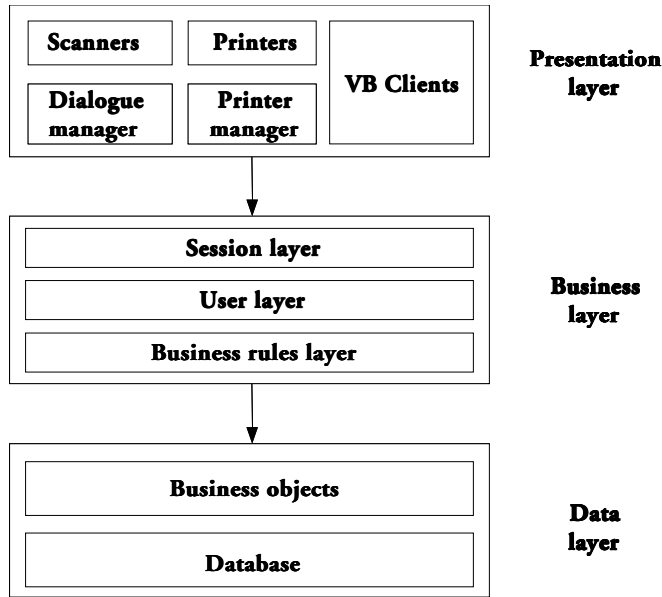 Scanners
Printers
VB Clients
Dialogue
manager
Printer
manager
Presentation
layer
Session layer
User layer
Business rules layer
Business
layer
Business objects
Database
Data
layer